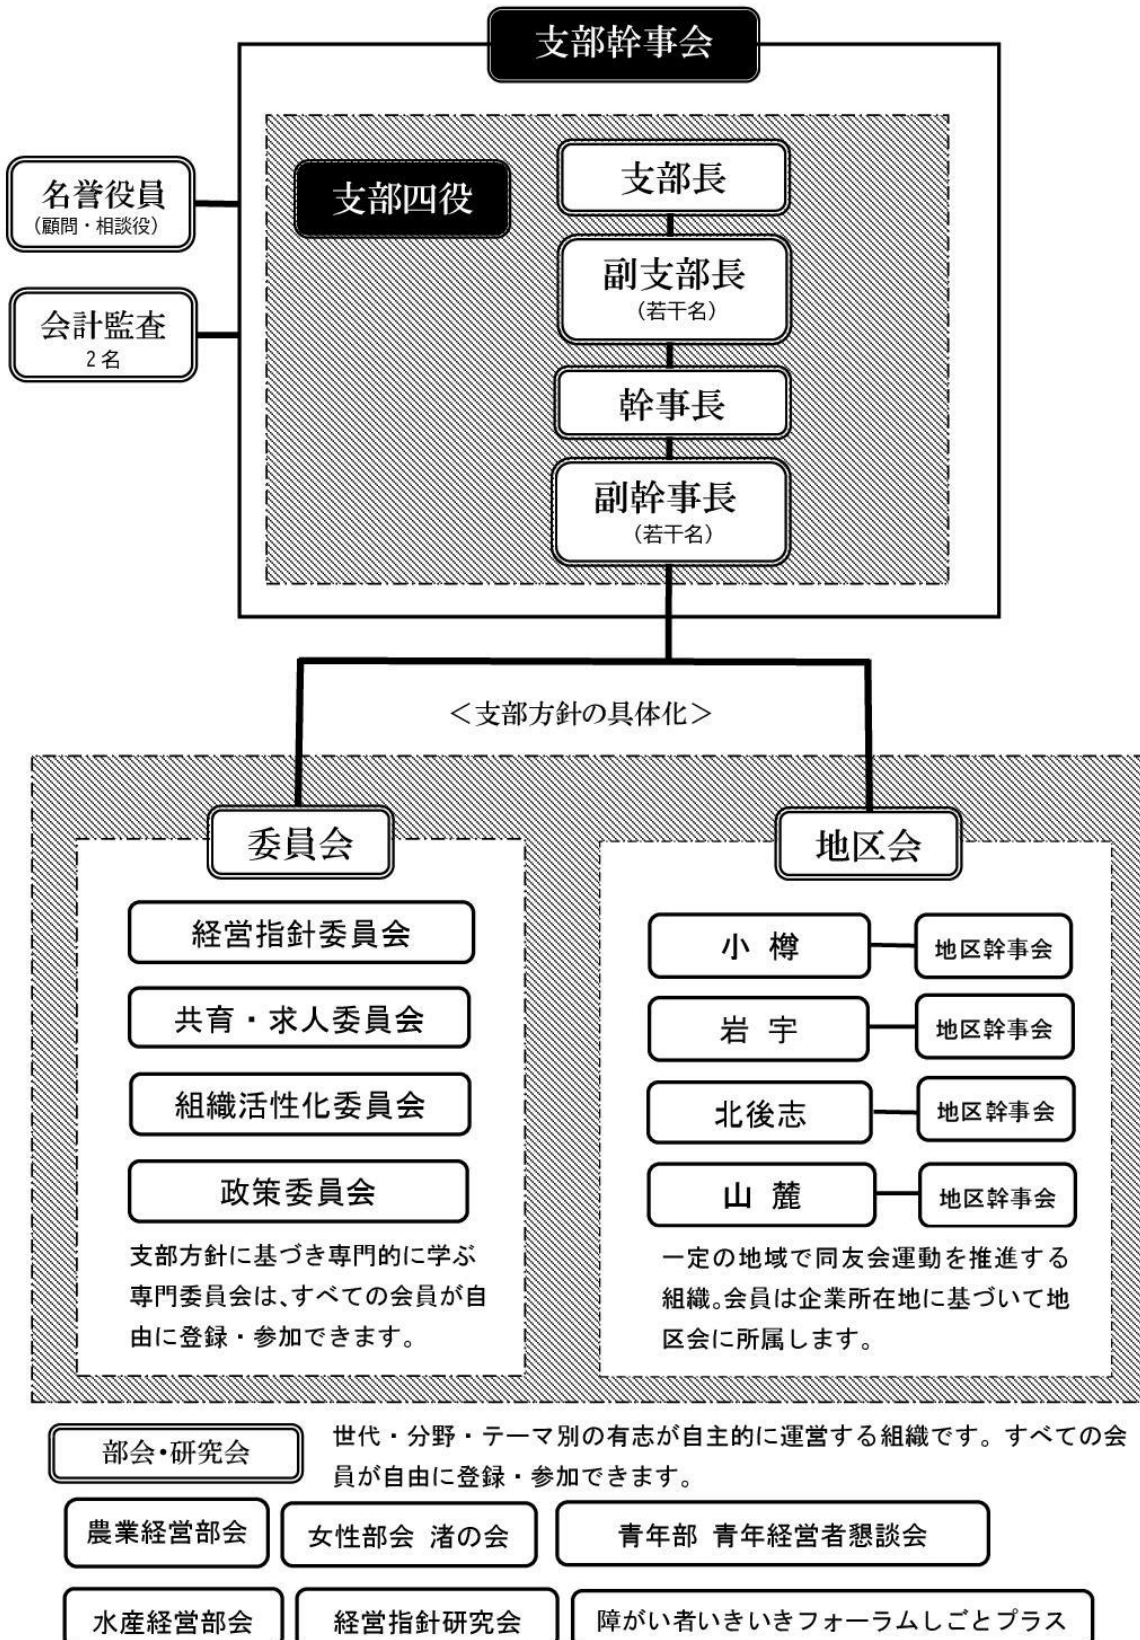 支部幹事会
支部四役
支部長
副支部長
(若干名)
幹事長
副幹事長
(若干名)
名誉役員
(顧問・相談役)
会計監査
2名
＜支部方針の具体化＞
委員会
経営指針委員会
共育・求人委員会
組織活性化委員会
政策委員会
支部方針に基づき専門的に学ぶ
専門委員会は、すべての会員が自
由に登録・参加できます。
地区会
小 樽
地区幹事会
岩 宇
地区幹事会
北後志
地区幹事会
山 麓
地区幹事会
一定の地域で同友会運動を推進する
組織。会員は企業所在地に基づいて地
区会に所属します。
部会・研究会
世代・分野・テーマ別の有志が自主的に運営する組織です。すべての会
員が自由に登録・参加できます。
農業経営部会
女性部会 渚の会
青年部 青年経営者懇談会
水産経営部会
経営指針研究会
障がい者いきいきフォーラムしごとプラス